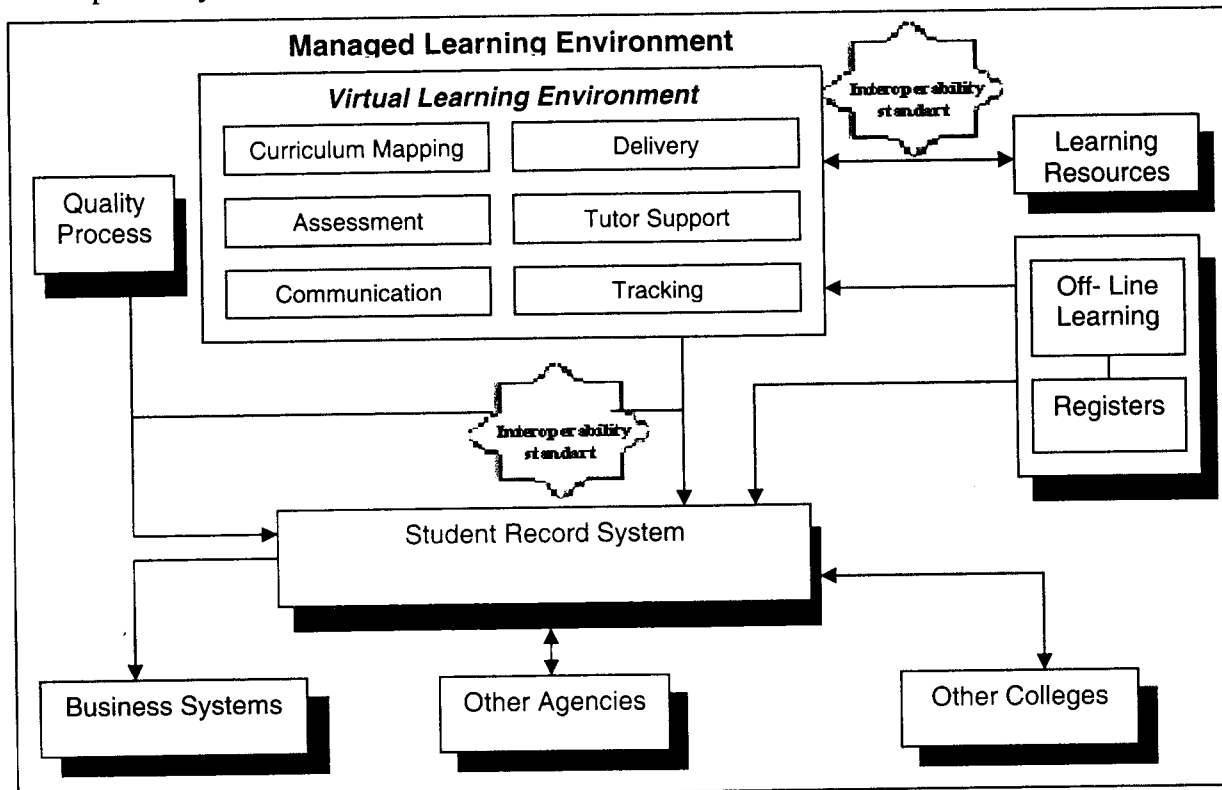 Managed Learning Environment
Virtual Learning Environment
Interoperability
standart
Curriculum Mapping
Delivery
Learning
Resources
Quality
Process
Assessment
Tutor Support
Communication
Tracking
Off- Line
Learning
Registers
Interoperability
standart
Student Record System
Business Systems
Other Agencies
Other Colleges